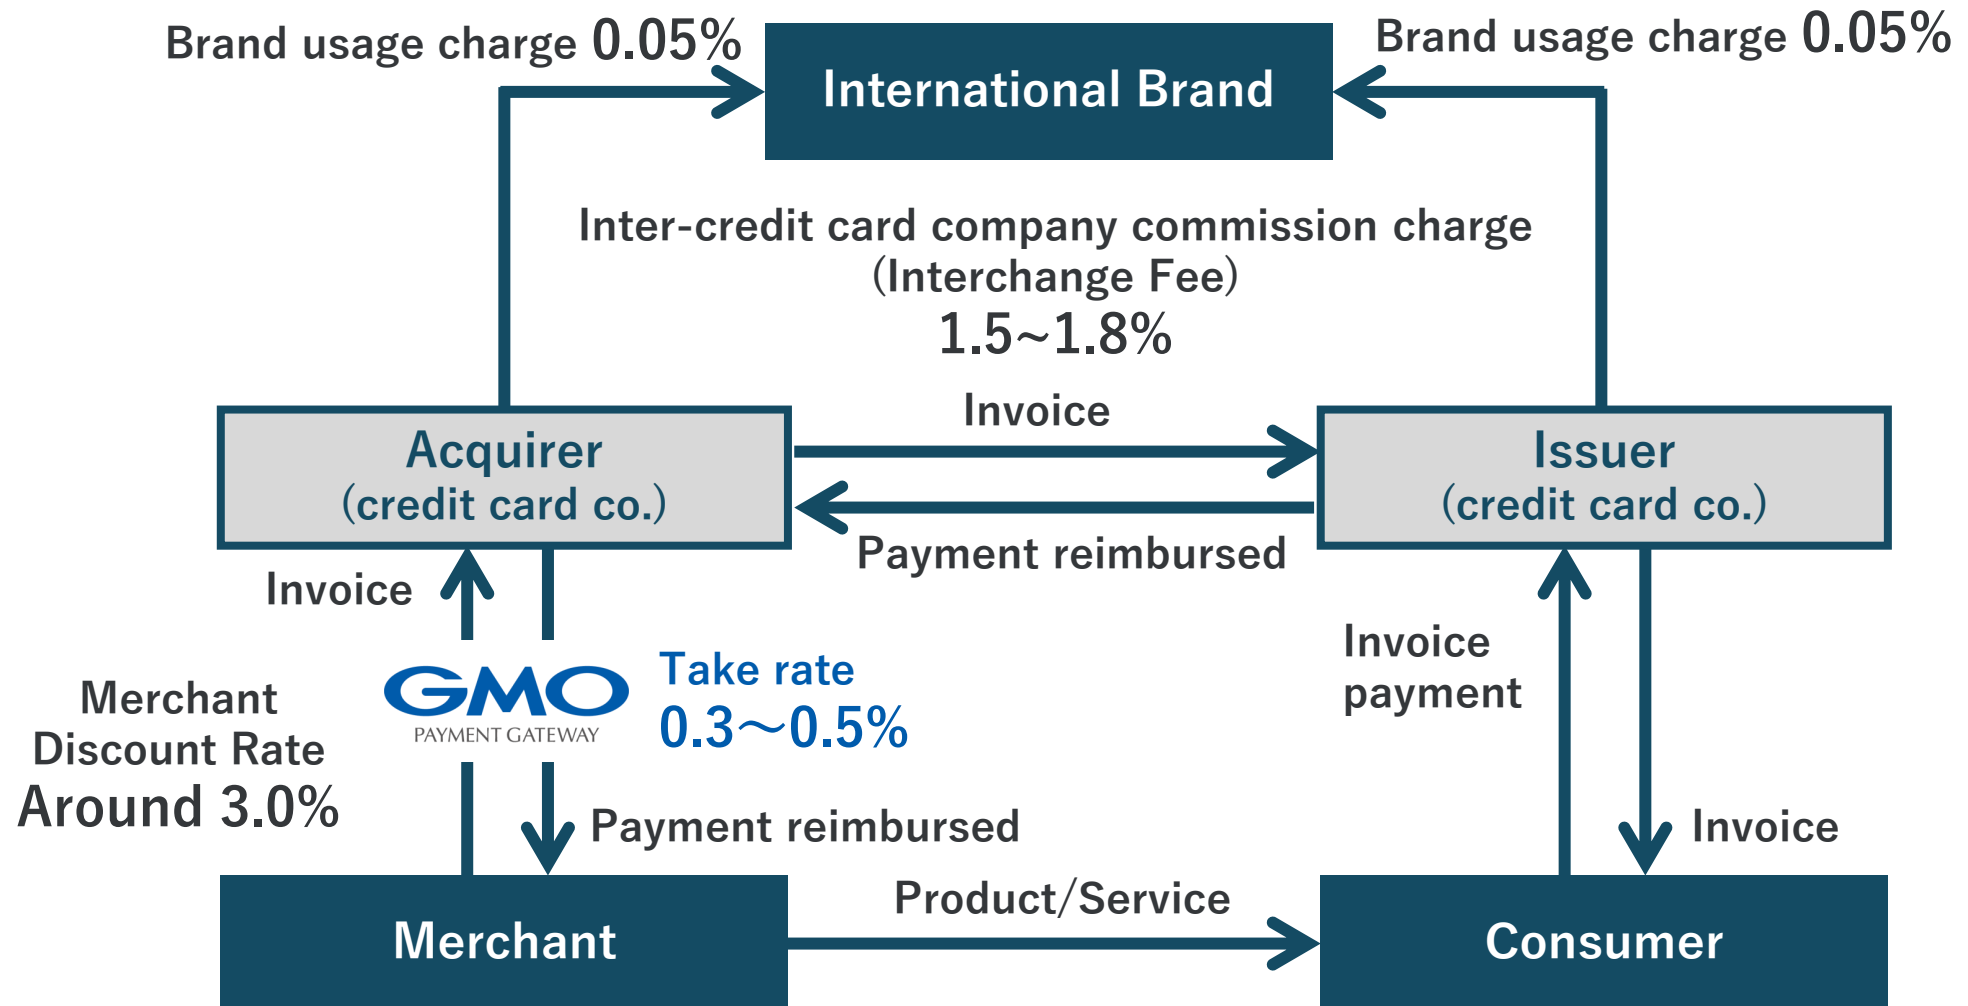 Brand usage charge 0.05%
Brand usage charge 0.05%
International Brand
Inter-credit card company commission charge
(Interchange Fee)
1.5~1.8%
Invoice
Acquirer
(credit card co.)
Issuer
(credit card co.)
Payment reimbursed
Invoice
Merchant
Discount Rate
Around 3.0%
GMO
PAYMENT GATEWAY
Take rate
0.3～0.5%
Invoice
payment
Payment reimbursed
Invoice
Product/Service
Merchant
Consumer